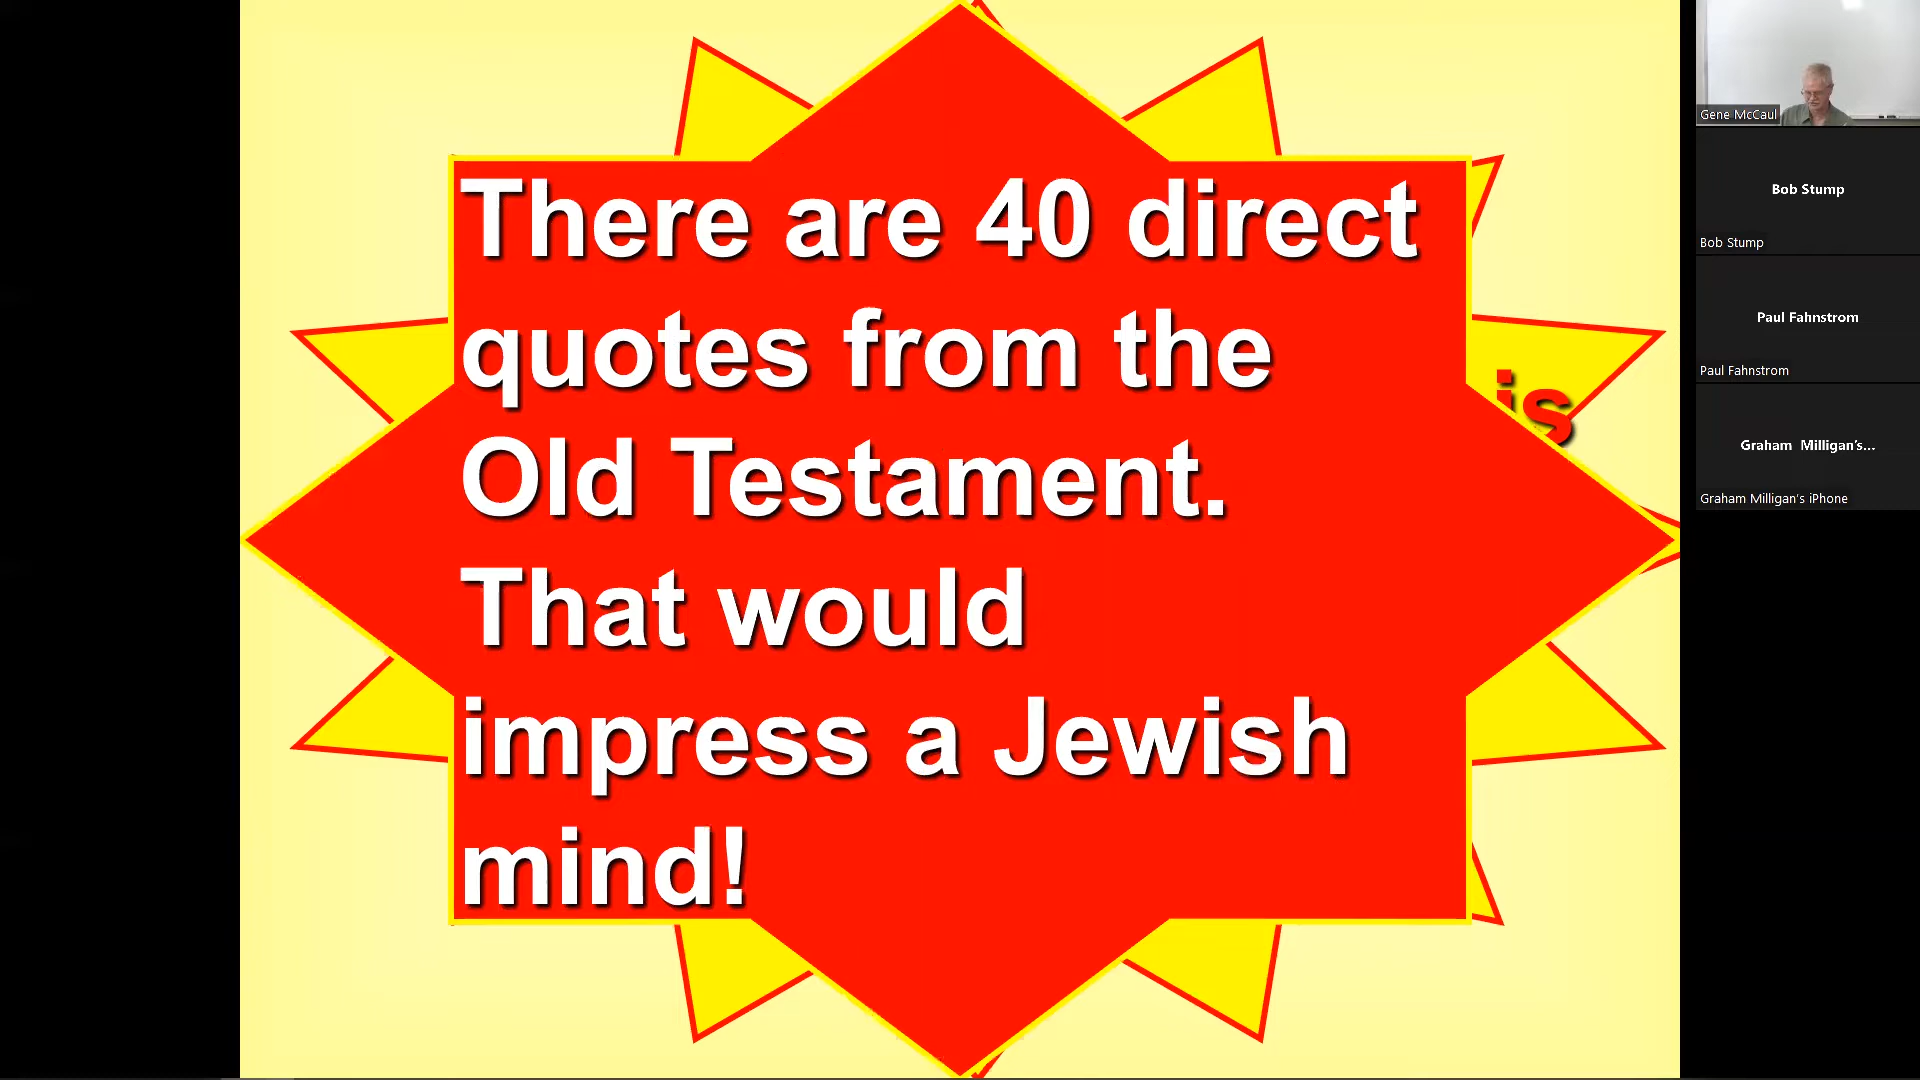 There are 40 direct
quotes from the
Old Testament.
That would
impress a Jewish
mind!
is
Gene McCaul
Bob Stump
Bob Stump
Paul Fahnstrom
Paul Fahnstrom
Graham Milligan's...
Graham Milligan's iPhone